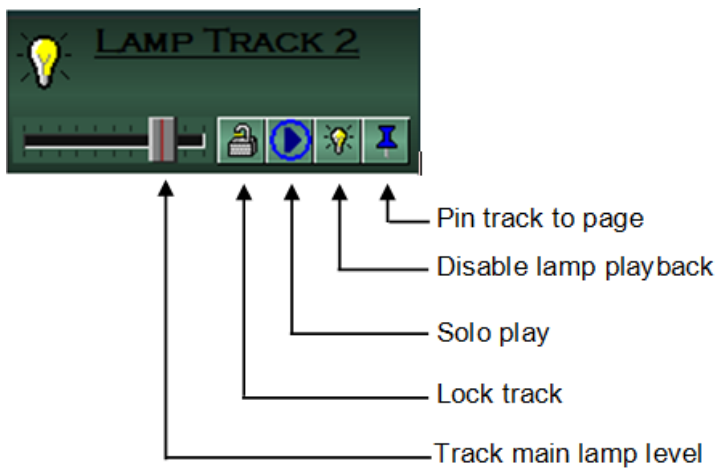 LAMP TRACK 2
Pin track to page
Disable lamp playback
Solo play
Lock track
Track main lamp level